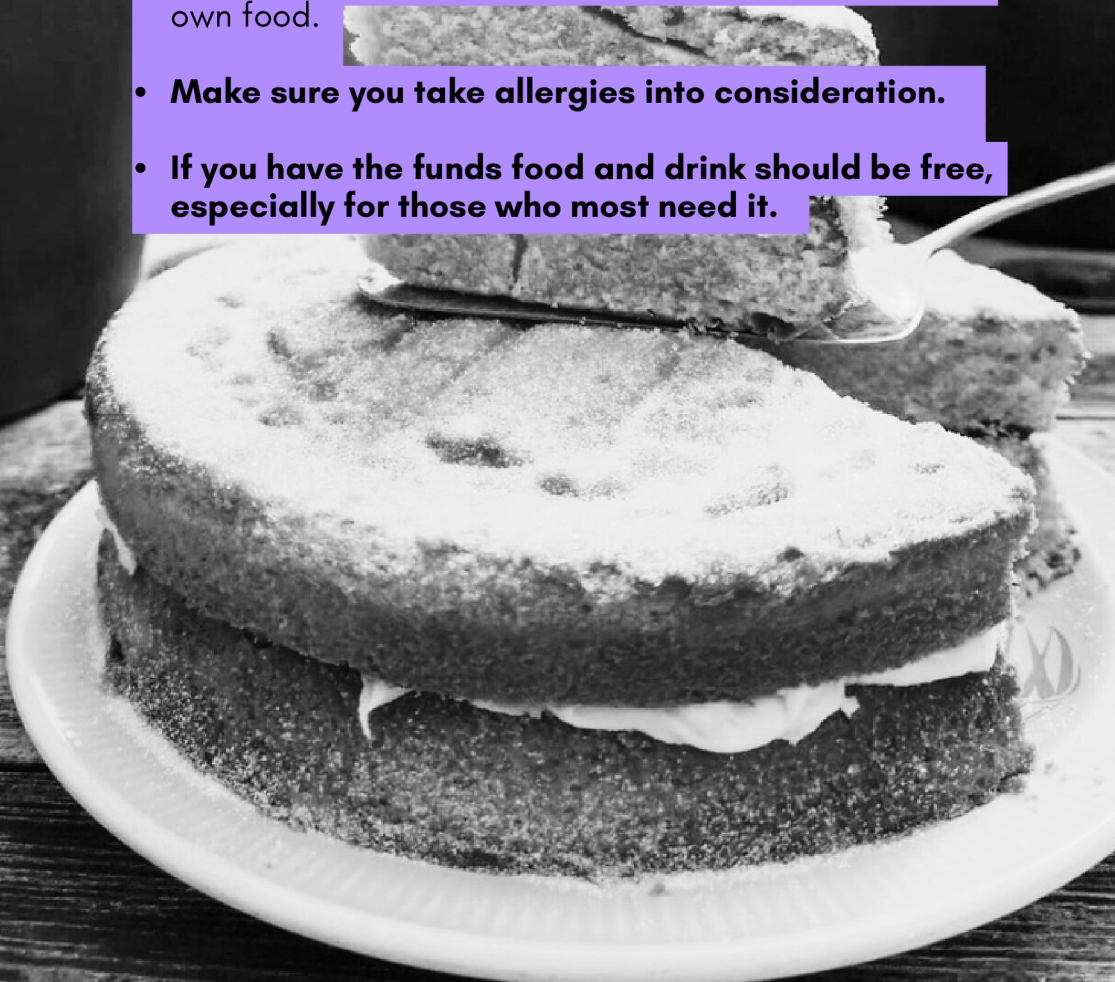 own food.
• Make sure you take allergies into consideration.
• If you have the funds food and drink should be free,
especially for those who most need it.